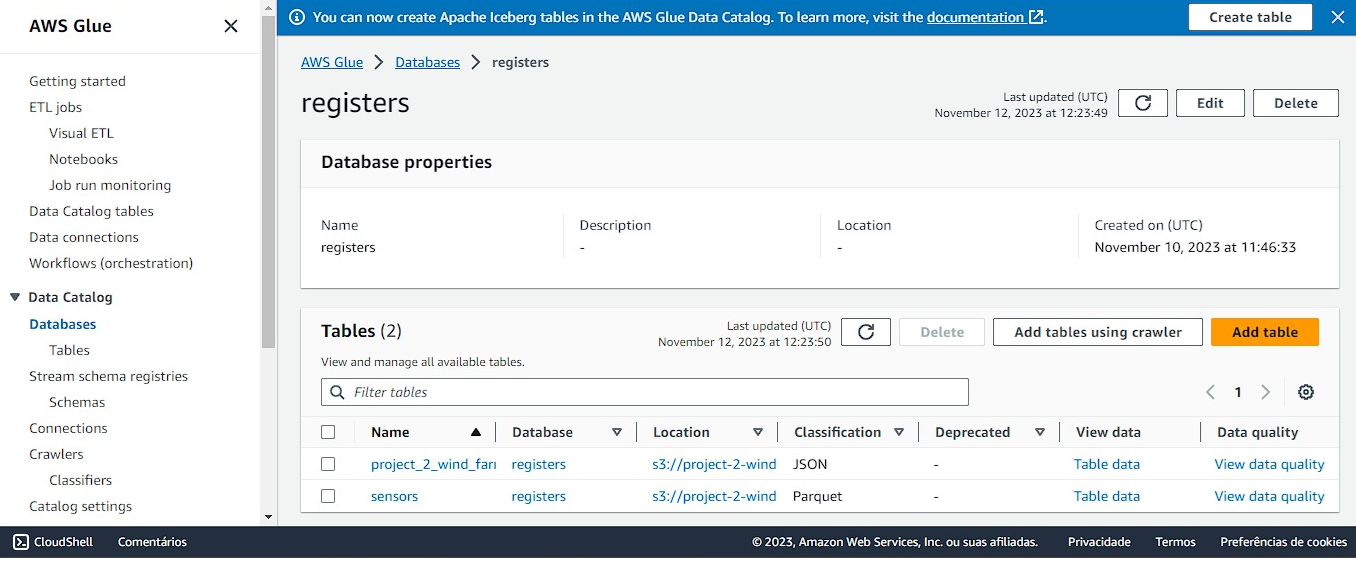 AWS Glue
You can now create Apache Iceberg tables in the AWS Glue Data Catalog. To learn more, visit the documentation.
Create table
Getting started
ETL jobs
Visual ETL
Notebooks
Job run monitoring
Data Catalog tables
Data connections
Workflows (orchestration)
Data Catalog
Databases
Tables
Stream schema registries
Schemas
Connections
Crawlers
Classifiers
Catalog settings
AWS Glue > Databases > registers
registers
Last updated (UTC)
November 12, 2023 at 12:23:49
Edit
Delete
Database properties
Name
registers
Description
-
Location
-
Created on (UTC)
November 10, 2023 at 11:46:33
Tables (2)
View and manage all available tables.
Last updated (UTC)
November 12, 2023 at 12:23:50
Delete
Add tables using crawler
Add table
Filter tables
1
Name Database Location Classification Deprecated View data Data quality
project_2_wind_farm registers s3://project-2-wind JSON - Table data View data quality
sensors registers s3://project-2-wind Parquet - Table data View data quality
CloudShell Comentários © 2023, Amazon Web Services, Inc. ou suas afiliadas. Privacidade Termos Preferências de cookies